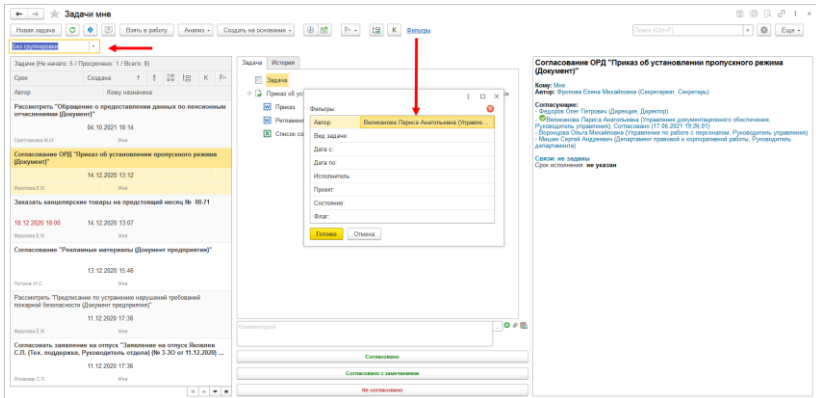 Задачи мне
Новая задача
Взять в работу
Анализ
Создать на основании
К
Фильтры
Поиск (Ctrl+F)
Еще
Без группировки
Задачи (Не начато: 5 / Просрочено: 1 / Всего: 8)
Срок Создана К
Автор Кому назначена
Рассмотреть "Обращение о предоставлении данных по пенсионным
отчислениям (Документ)"
04.10.2021 18:14
Мне
Согласование ОРД "Приказ об установлении пропускного режима
(Документ)"
14.12.2020 13:12
Фролова Е.М. Мне
Заказать канцелярские товары на предстоящий месяц № 00-71
18.12.2020 18:00 14.12.2020 13:07
Фролова Е.М. Мне
Согласование "Рекламные материалы (Документ предприятия)"
13.12.2020 15:46
Петров И.С. Мне
Рассмотреть "Предписание по устранению нарушений требований
пожарной безопасности (Документ предприятия)"
11.12.2020 17:38
Фролова Е.М. Мне
Согласовать заявление на отпуск "Заявление на отпуск Яковлев
С.П. (Тех. поддержка, Руководитель отдела) (№ 3-ЗО от 11.12.2020) ...
11.12.2020 17:36
Яковлев С.П. Мне
Задача История
Задача
Приказ об ус
Приказ
Регламент
Список со
Фильтры:
Автор: Великанова Лариса Анатольевна (Управле...
Вид задачи:
Дата с:
Дата по:
Исполнитель:
Проект:
Состояние:
Флаг:
Готово Отмена
Комментарий
Согласовано
Согласовано с замечаниями
Не согласовано
Согласование ОРД "Приказ об установлении пропускного режима
(Документ)"
Кому: Мне
Автор: Фролова Елена Михайловна (Секретариат, Секретарь)
Согласующие:
- Федоров Олег Петрович (Дирекция, Директор)
- Великанова Лариса Анатольевна (Управление документационного обеспечения,
Руководитель управления), Согласовано (17.06.2021 19:26:01)
- Воронцова Ольга Михайловна (Управление по работе с персоналом, Руководитель управления)
- Мишин Сергей Андреевич (Департамент правовой и корпоративной работы, Руководитель
департамента)
Связи: не заданы
Срок исполнения: не указан